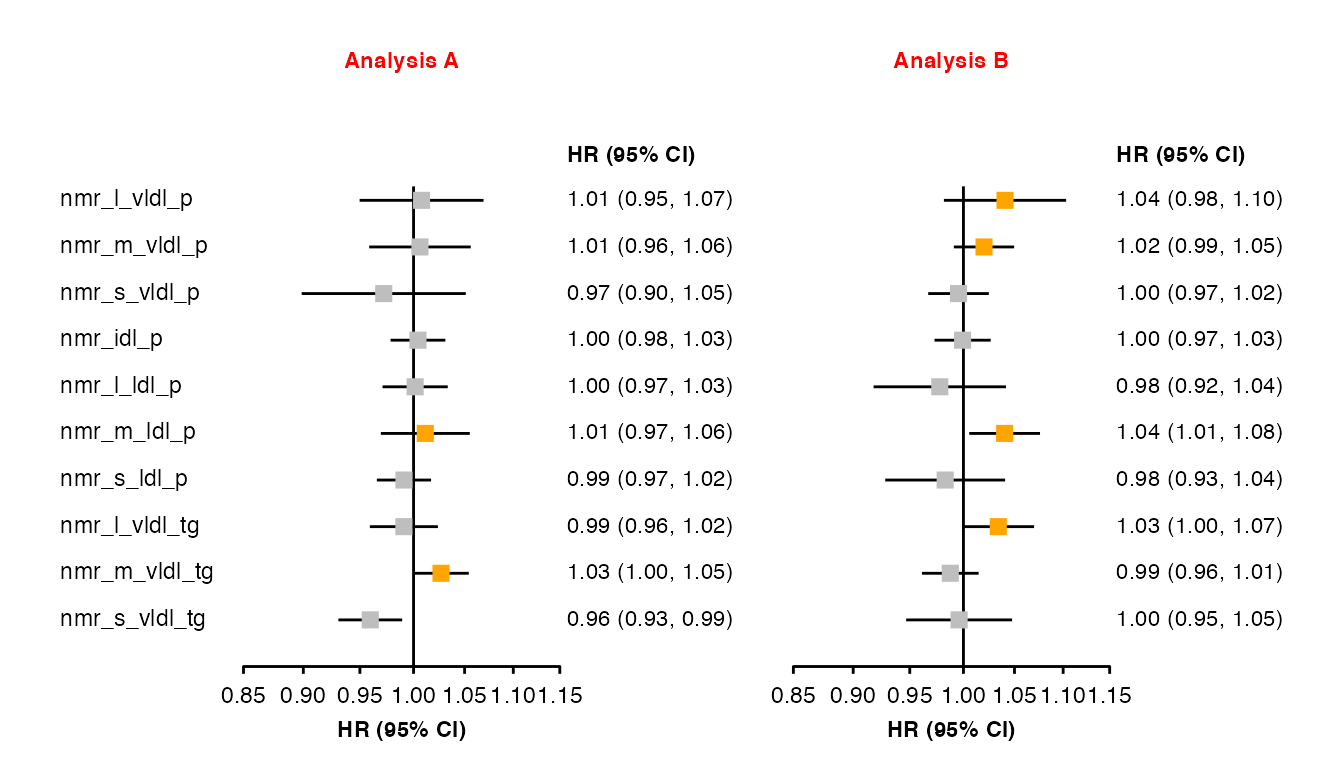 Analysis A Analysis B
HR (95% CI) HR (95% CI)
nmr_l_vldl_p 1.01 (0.95, 1.07) 1.04 (0.98, 1.10)
nmr_m_vldl_p 1.01 (0.96, 1.06) 1.02 (0.99, 1.05)
nmr_s_vldl_p 0.97 (0.90, 1.05) 1.00 (0.97, 1.02)
nmr_idl_p 1.00 (0.98, 1.03) 1.00 (0.97, 1.03)
nmr_l_ldl_p 1.00 (0.97, 1.03) 0.98 (0.92, 1.04)
nmr_m_ldl_p 1.01 (0.97, 1.06) 1.04 (1.01, 1.08)
nmr_s_ldl_p 0.99 (0.97, 1.02) 0.98 (0.93, 1.04)
nmr_l_vldl_tg 0.99 (0.96, 1.02) 1.03 (1.00, 1.07)
nmr_m_vldl_tg 1.03 (1.00, 1.05) 0.99 (0.96, 1.01)
nmr_s_vldl_tg 0.96 (0.93, 0.99) 1.00 (0.95, 1.05)
0.85 0.90 0.95 1.00 1.05 1.10 1.15 0.85 0.90 0.95 1.00 1.05 1.10 1.15
HR (95% CI) HR (95% CI)